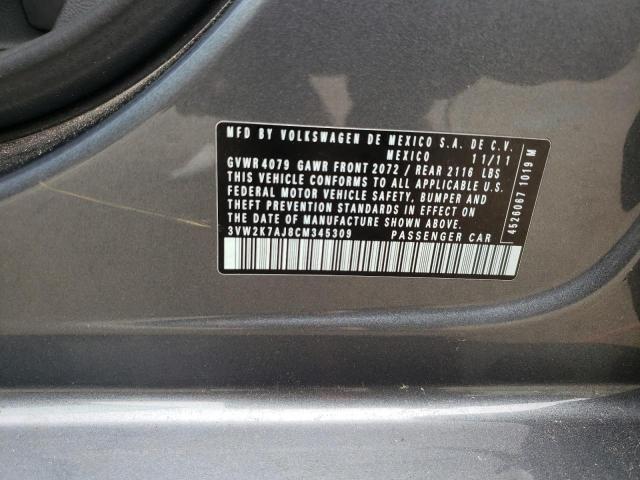 MFD BY VOLKSWAGEN DE MEXICO S.A. DE C.V.
MEXICO 11/11
GVWR 4079 GAWR FRONT 2072 / REAR 2116 LBS
THIS VEHICLE CONFORMS TO ALL APPLICABLE U.S.
FEDERAL MOTOR VEHICLE SAFETY, BUMPER AND
THEFT PREVENTION STANDARDS IN EFFECT ON
THE DATE OF MANUFACTURE SHOWN ABOVE.
3VW2K7AJ8CM345309 PASSENGER CAR
4526067 1019 M